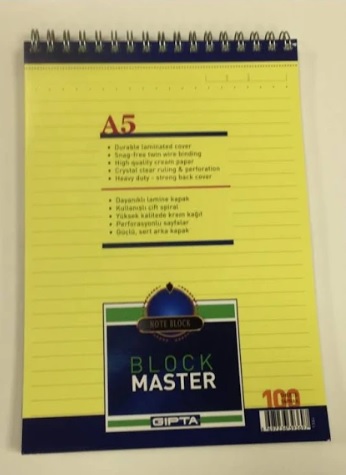 A5
• Durable laminated cover
• Snag-free twin wire binding
• High quality cream paper
• Crystal clear ruling & perforation
• Heavy duty - strong back cover
• Dayanıklı lamine kapak
• Kullanışlı çift spiral
• Yüksek kalitede krem kağıt
• Perforasyonlu sayfalar
• Güçlü, sert arka kapak
NOTE BLOCK
BLOCK
MASTER
GIPTA
100